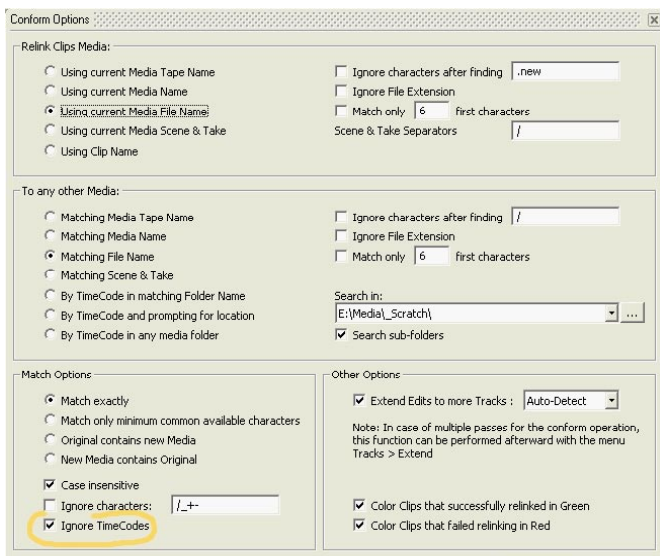 Conform Options
Relink Clips Media:
Using current Media Tape Name
Ignore characters after finding
.new
Using current Media Name
Ignore File Extension
Using current Media File Name
Match only
6
first characters
Using current Media Scene & Take
Scene & Take Separators
/
Using Clip Name
To any other Media:
Matching Media Tape Name
Ignore characters after finding
/
Matching Media Name
Ignore File Extension
Matching File Name
Match only
6
first characters
Matching Scene & Take
By TimeCode in matching Folder Name
Search in:
By TimeCode and prompting for location
E:\Media\_Scratch\
...
By TimeCode in any media folder
Search sub-folders
Match Options
Match exactly
Match only minimum common available characters
Original contains new Media
New Media contains Original
Case insensitive
Ignore characters:
/_+-
Ignore TimeCodes
Other Options
Extend Edits to more Tracks :
Auto-Detect
Note: In case of multiple passes for the conform operation,
this function can be performed afterward with the menu
Tracks > Extend
Color Clips that successfully relinked in Green
Color Clips that failed relinking in Red